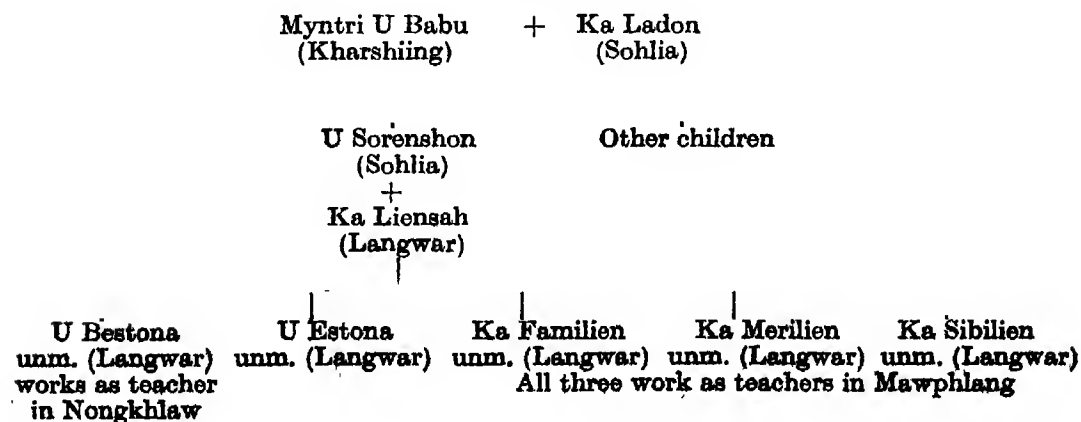 Myntri U Babu + Ka Ladon
(Kharshiing) (Sohlia)
U Sorenshon Other children
(Sohlia)
+
Ka Liensah
(Langwar)
U Bestona U Estona Ka Familien Ka Merilien Ka Sibilien
unm. (Langwar) unm. (Langwar) unm. (Langwar) unm. (Langwar) unm. (Langwar)
works as teacher All three work as teachers in Mawphlang
in Nongkhlaw